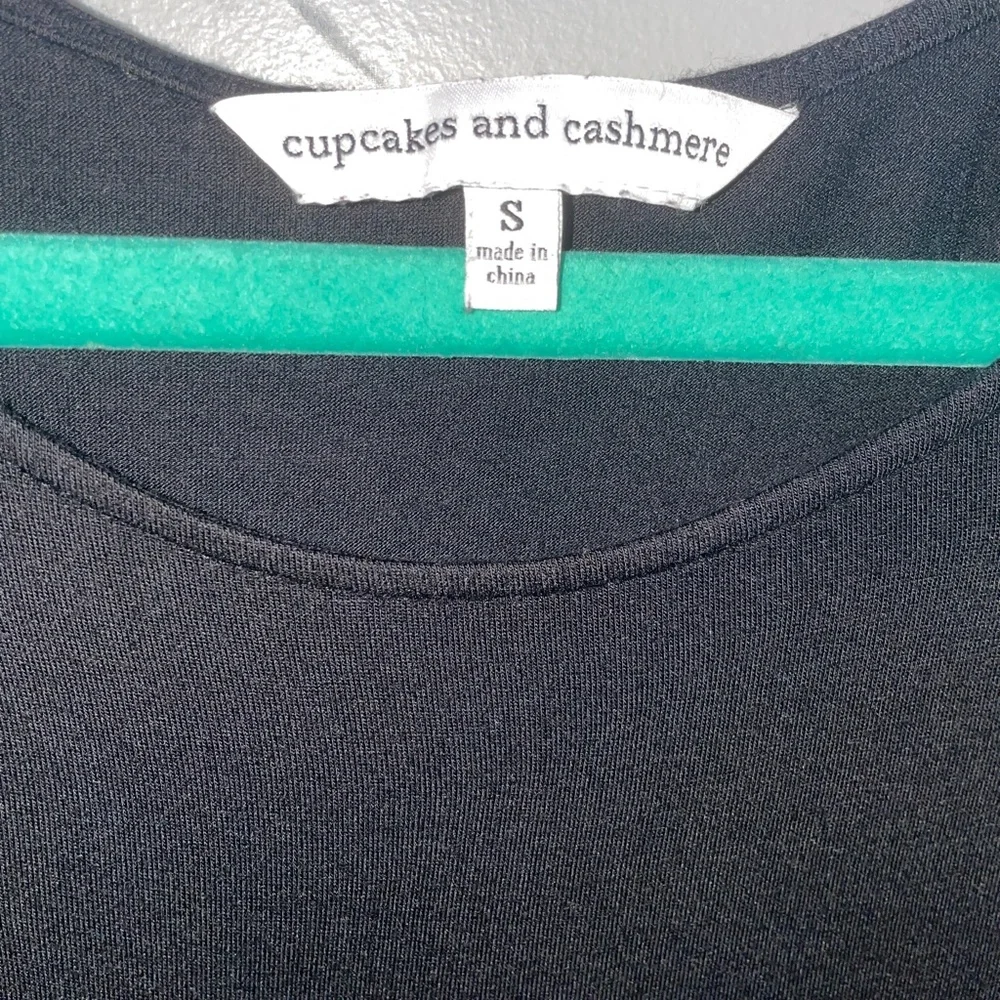 cupcakes and cashmere
S
made in
china